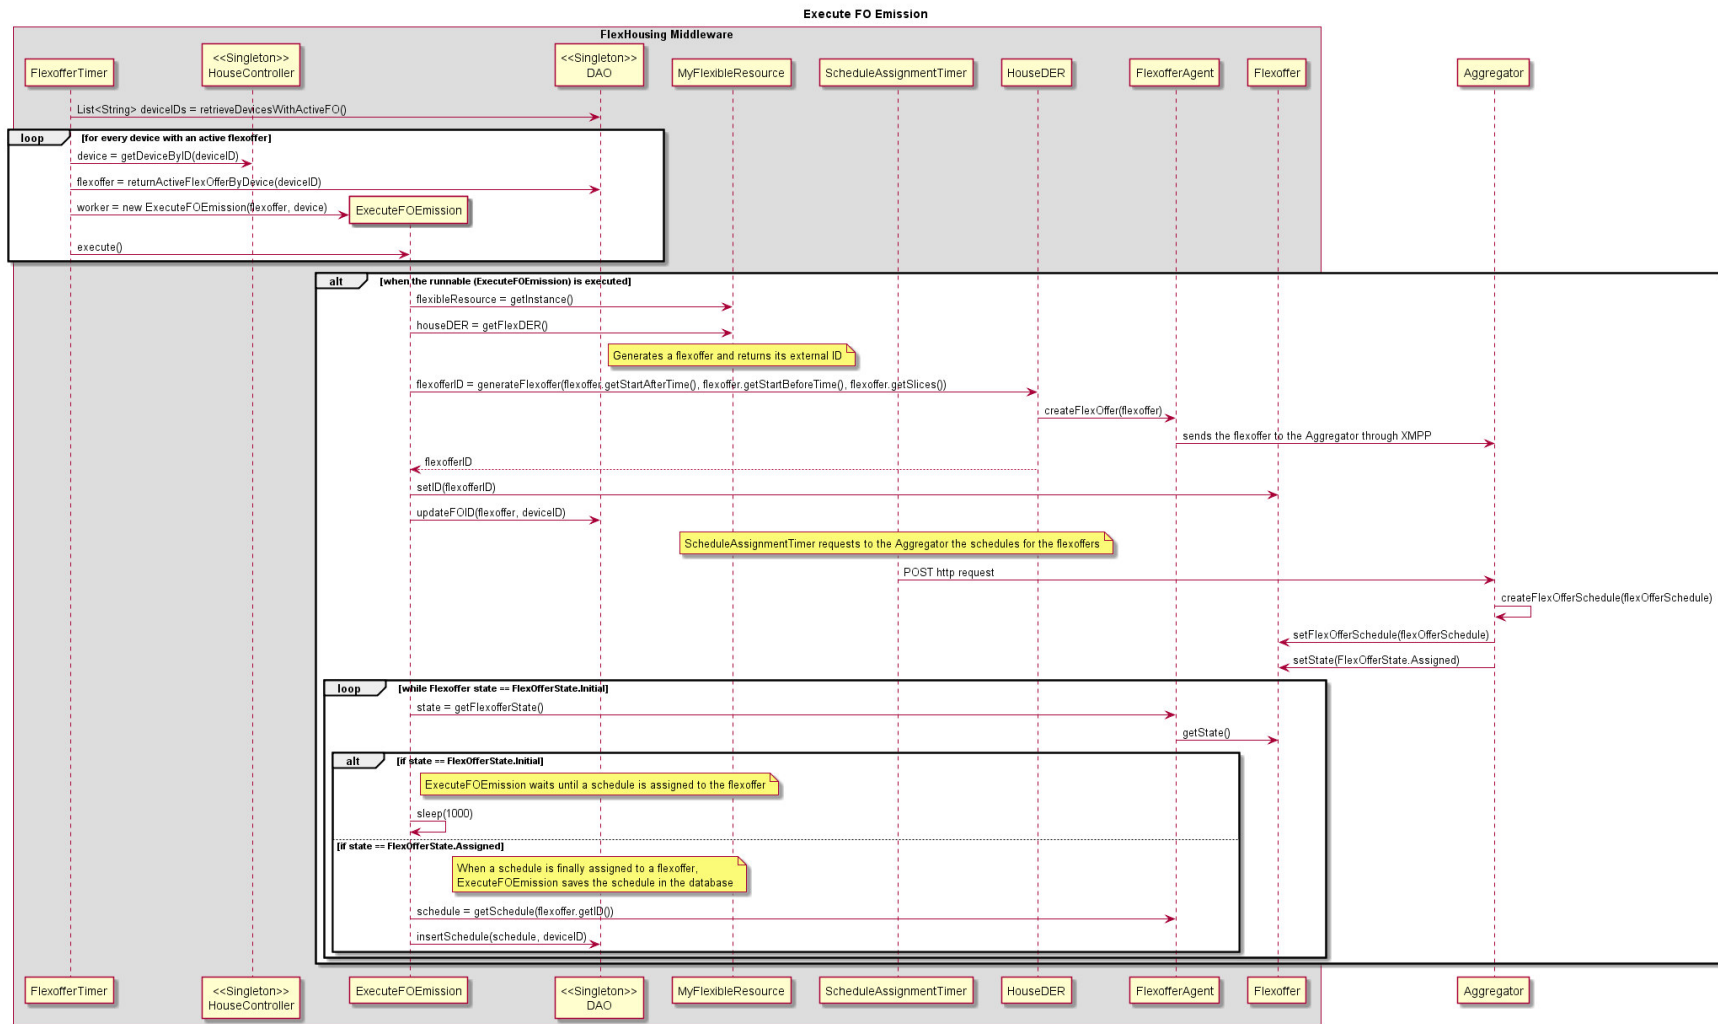 Execute FO Emission
FlexHousing Middleware
FlexofferTimer
<<Singleton>>
HouseController
<<Singleton>>
DAO
MyFlexibleResource
ScheduleAssignmentTimer
HouseDER
FlexofferAgent
Flexoffer
Aggregator
List<String> deviceIDs = retrieveDevicesWithActiveFO()
loop [for every device with an active flexoffer]
device = getDeviceByID(deviceID)
flexoffer = returnActiveFlexOfferByDevice(deviceID)
worker = new ExecuteFOEmission(flexoffer, device)
ExecuteFOEmission
execute()
alt [when the runnable (ExecuteFOEmission) is executed]
flexibleResource = getInstance()
houseDER = getFlexDER()
Generates a flexoffer and returns its external ID
flexofferID = generateFlexoffer(flexoffer.getStartAfterTime(), flexoffer.getStartBeforeTime(), flexoffer.getSlices())
createFlexOffer(flexoffer)
sends the flexoffer to the Aggregator through XMPP
flexofferID
setID(flexofferID)
updateFOID(flexoffer, deviceID)
ScheduleAssignmentTimer requests to the Aggregator the schedules for the flexoffers
POST http request
createFlexOfferSchedule(flexOfferSchedule)
setFlexOfferSchedule(flexOfferSchedule)
setState(FlexOfferState.Assigned)
loop [while Flexoffer state == FlexOfferState.Initial]
state = getFlexofferState()
getState()
alt [if state == FlexOfferState.Initial]
ExecuteFOEmission waits until a schedule is assigned to the flexoffer
sleep(1000)
[if state == FlexOfferState.Assigned]
When a schedule is finally assigned to a flexoffer,
ExecuteFOEmission saves the schedule in the database
schedule = getSchedule(flexoffer.getID())
insertSchedule(schedule, deviceID)
FlexofferTimer
<<Singleton>>
HouseController
ExecuteFOEmission
<<Singleton>>
DAO
MyFlexibleResource
ScheduleAssignmentTimer
HouseDER
FlexofferAgent
Flexoffer
Aggregator